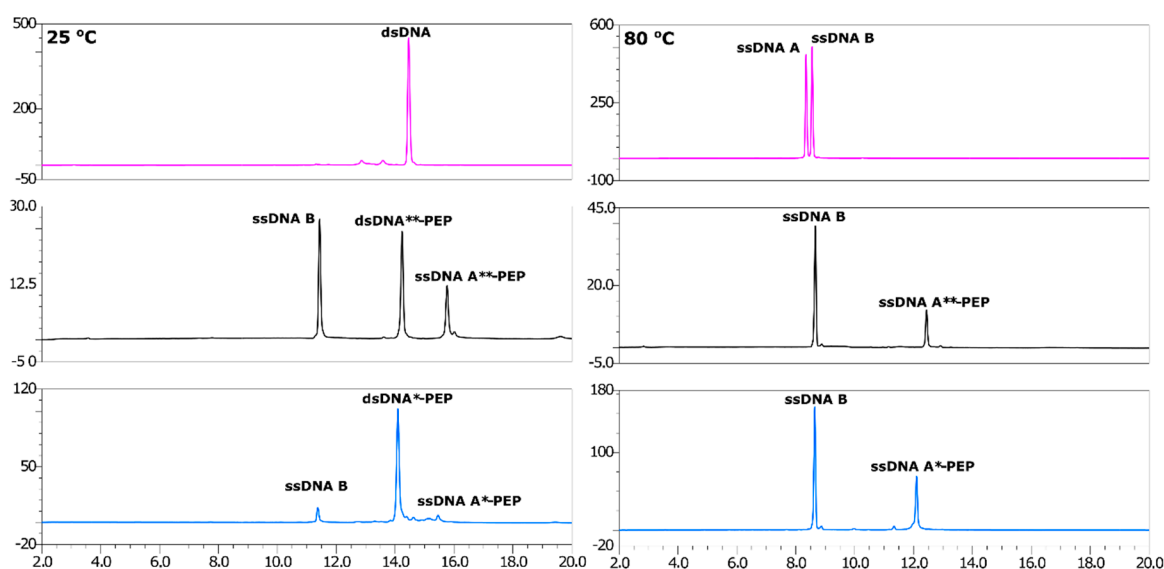 500
25 ºC
dsDNA
200
-50
600
80 ºC
ssDNA A
ssDNA B
250
-100
30.0
ssDNA B
dsDNA**-PEP
ssDNA A**-PEP
12.5
-5 0
45.0
ssDNA B
20.0
ssDNA A**-PEP
-5.0
120
dsDNA*-PEP
50
ssDNA B
ssDNA A*-PEP
-20
2.0 4.0 6.0 8.0 10.0 12.0 14.0 16.0 18.0 20.0
180
ssDNA B
100
ssDNA A*-PEP
-20
2.0 4.0 6.0 8.0 10.0 12.0 14.0 16.0 18.0 20.0